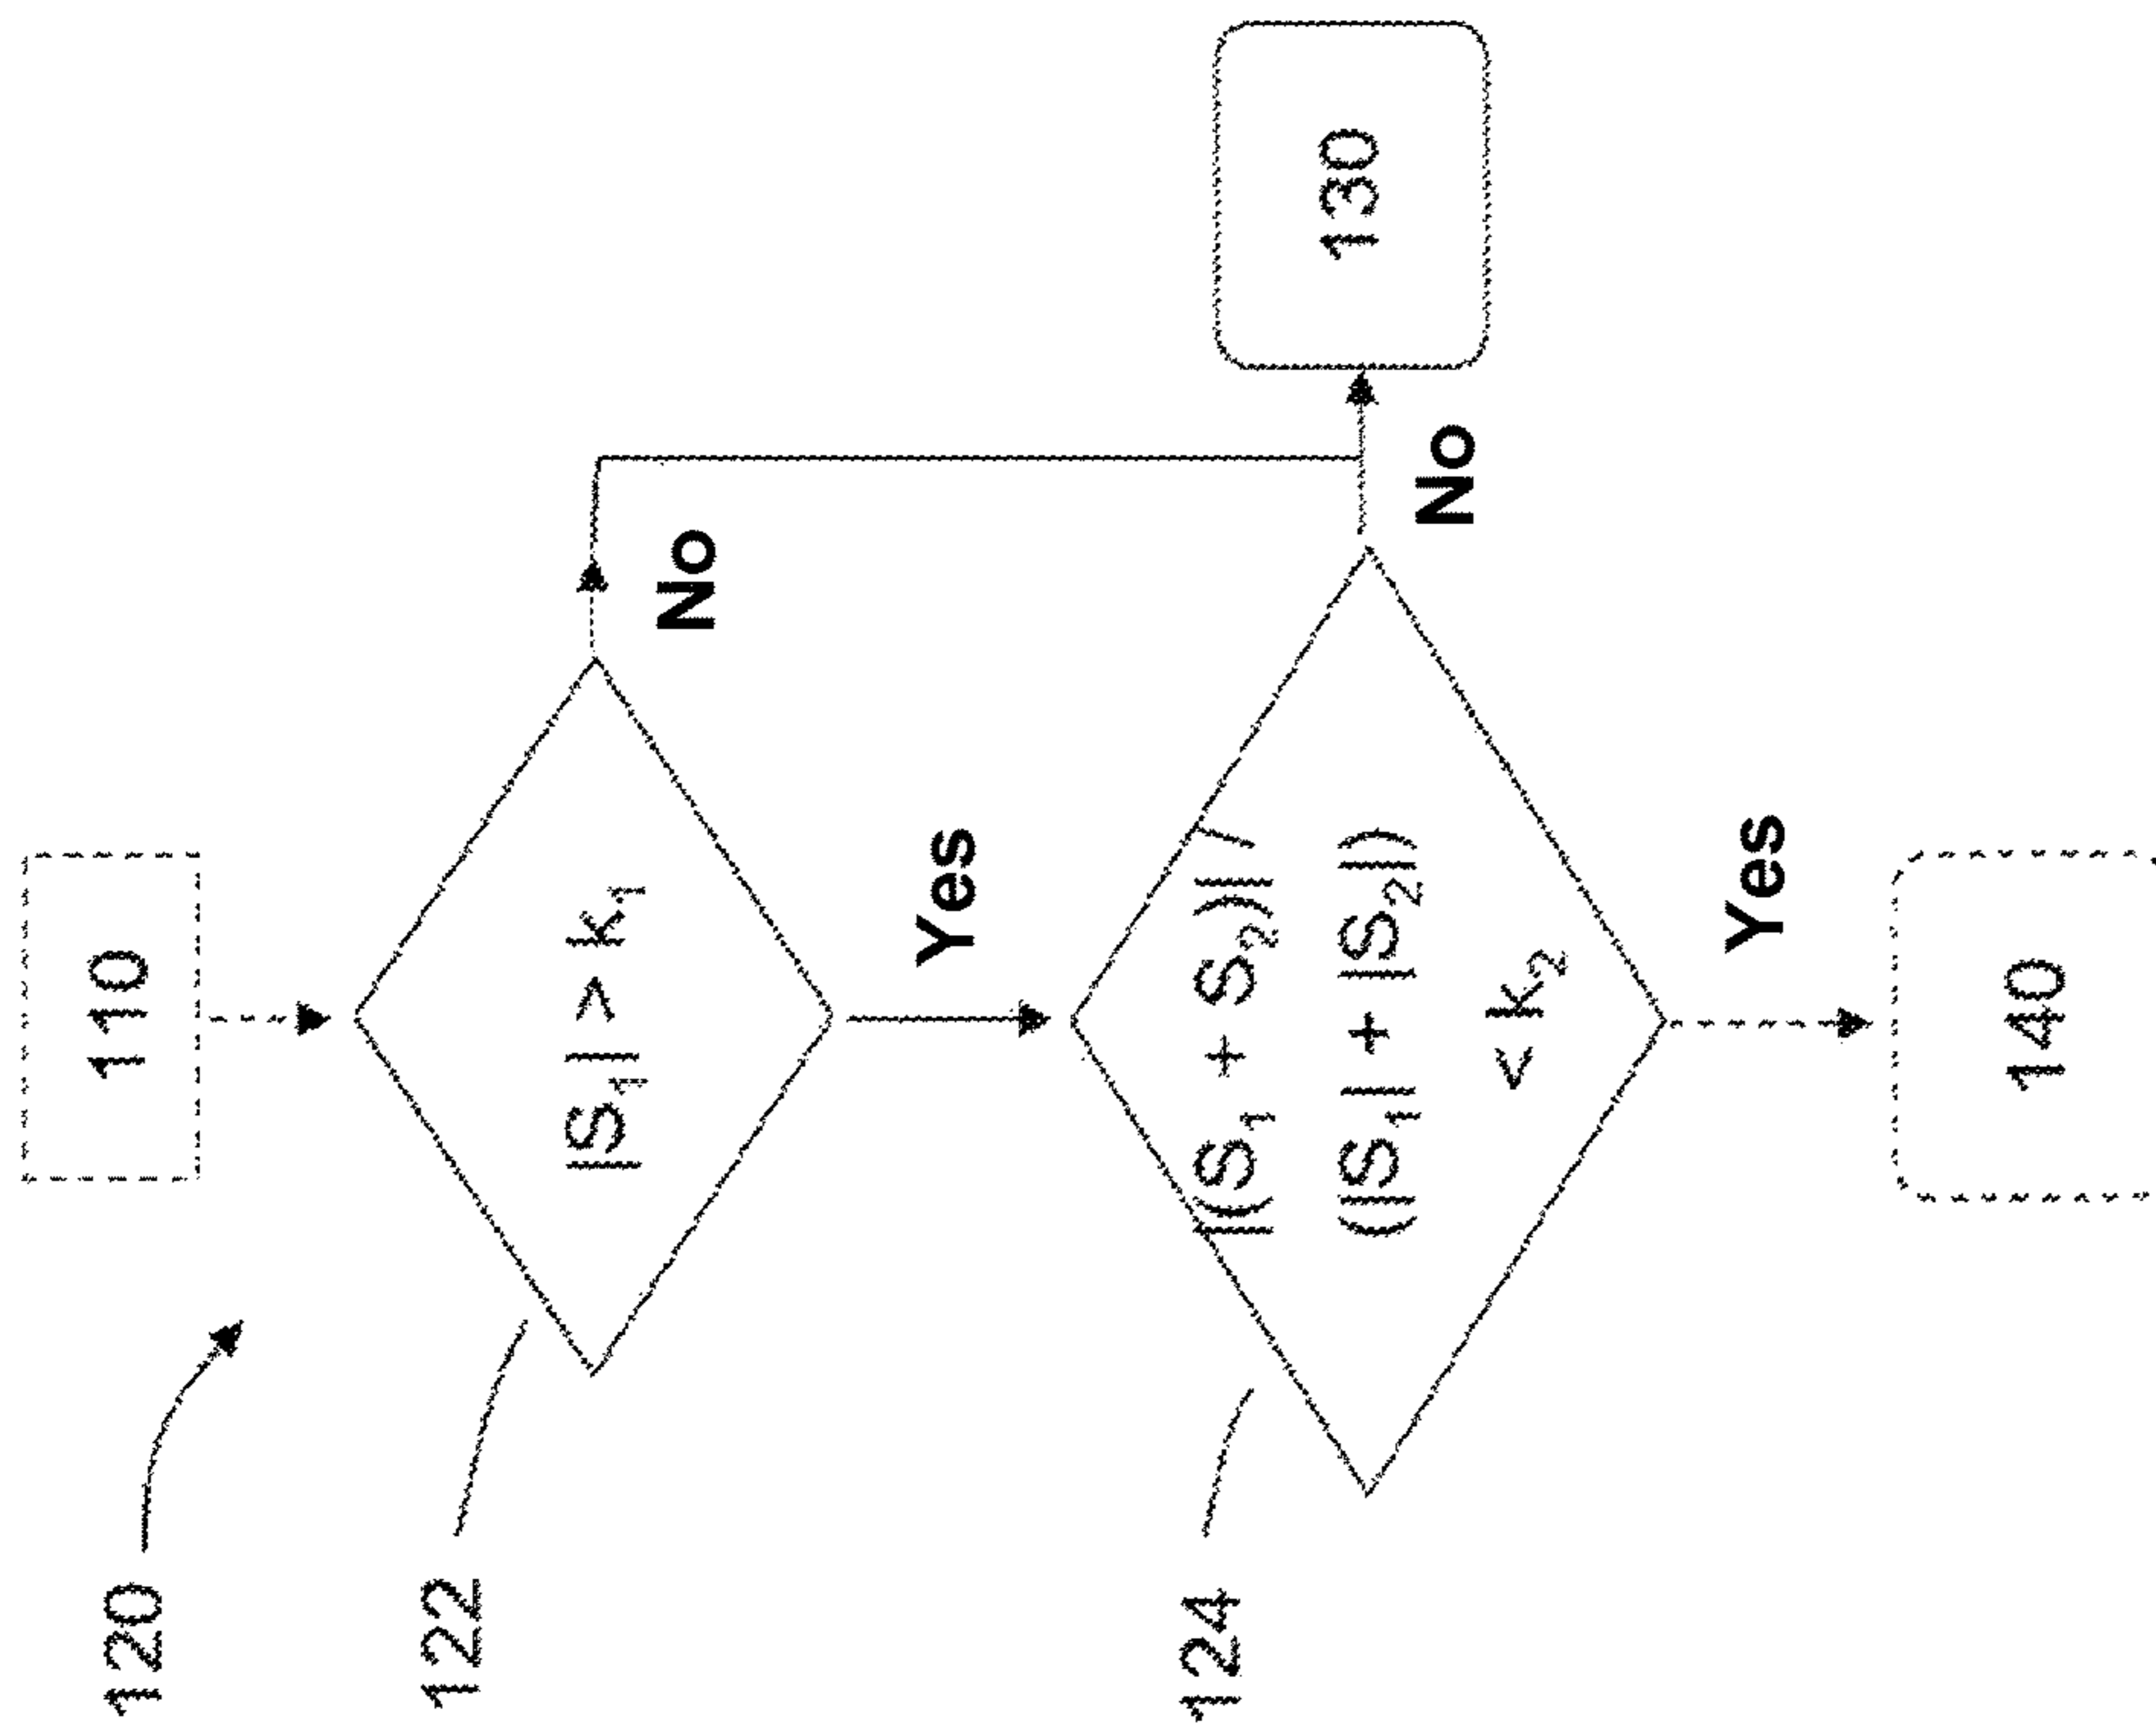 120
110
122
|S₁| > k₁
No
Yes
124
|(S₁ + S₂)| /
(|S₁| + |S₂|)
< k₂
No
130
Yes
140